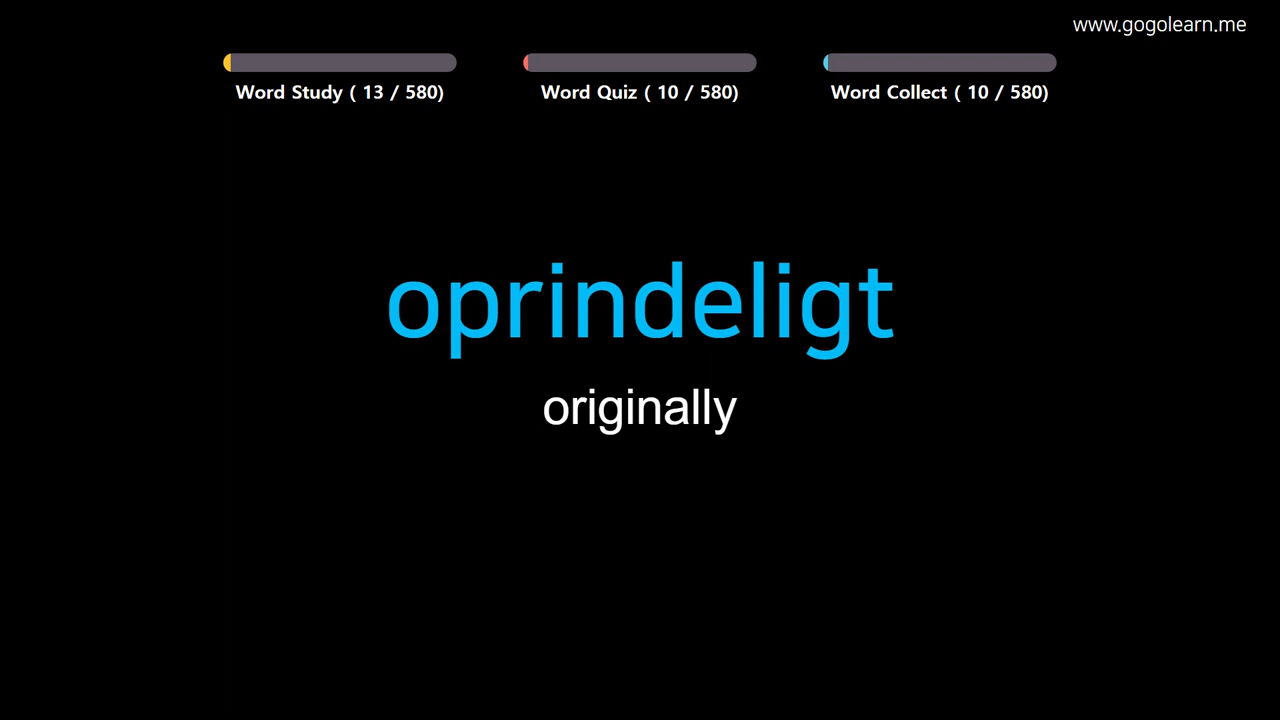 www.gogolearn.me
Word Study ( 13 / 580)
Word Quiz ( 10 / 580)
Word Collect ( 10 / 580)
oprindeligt
originally